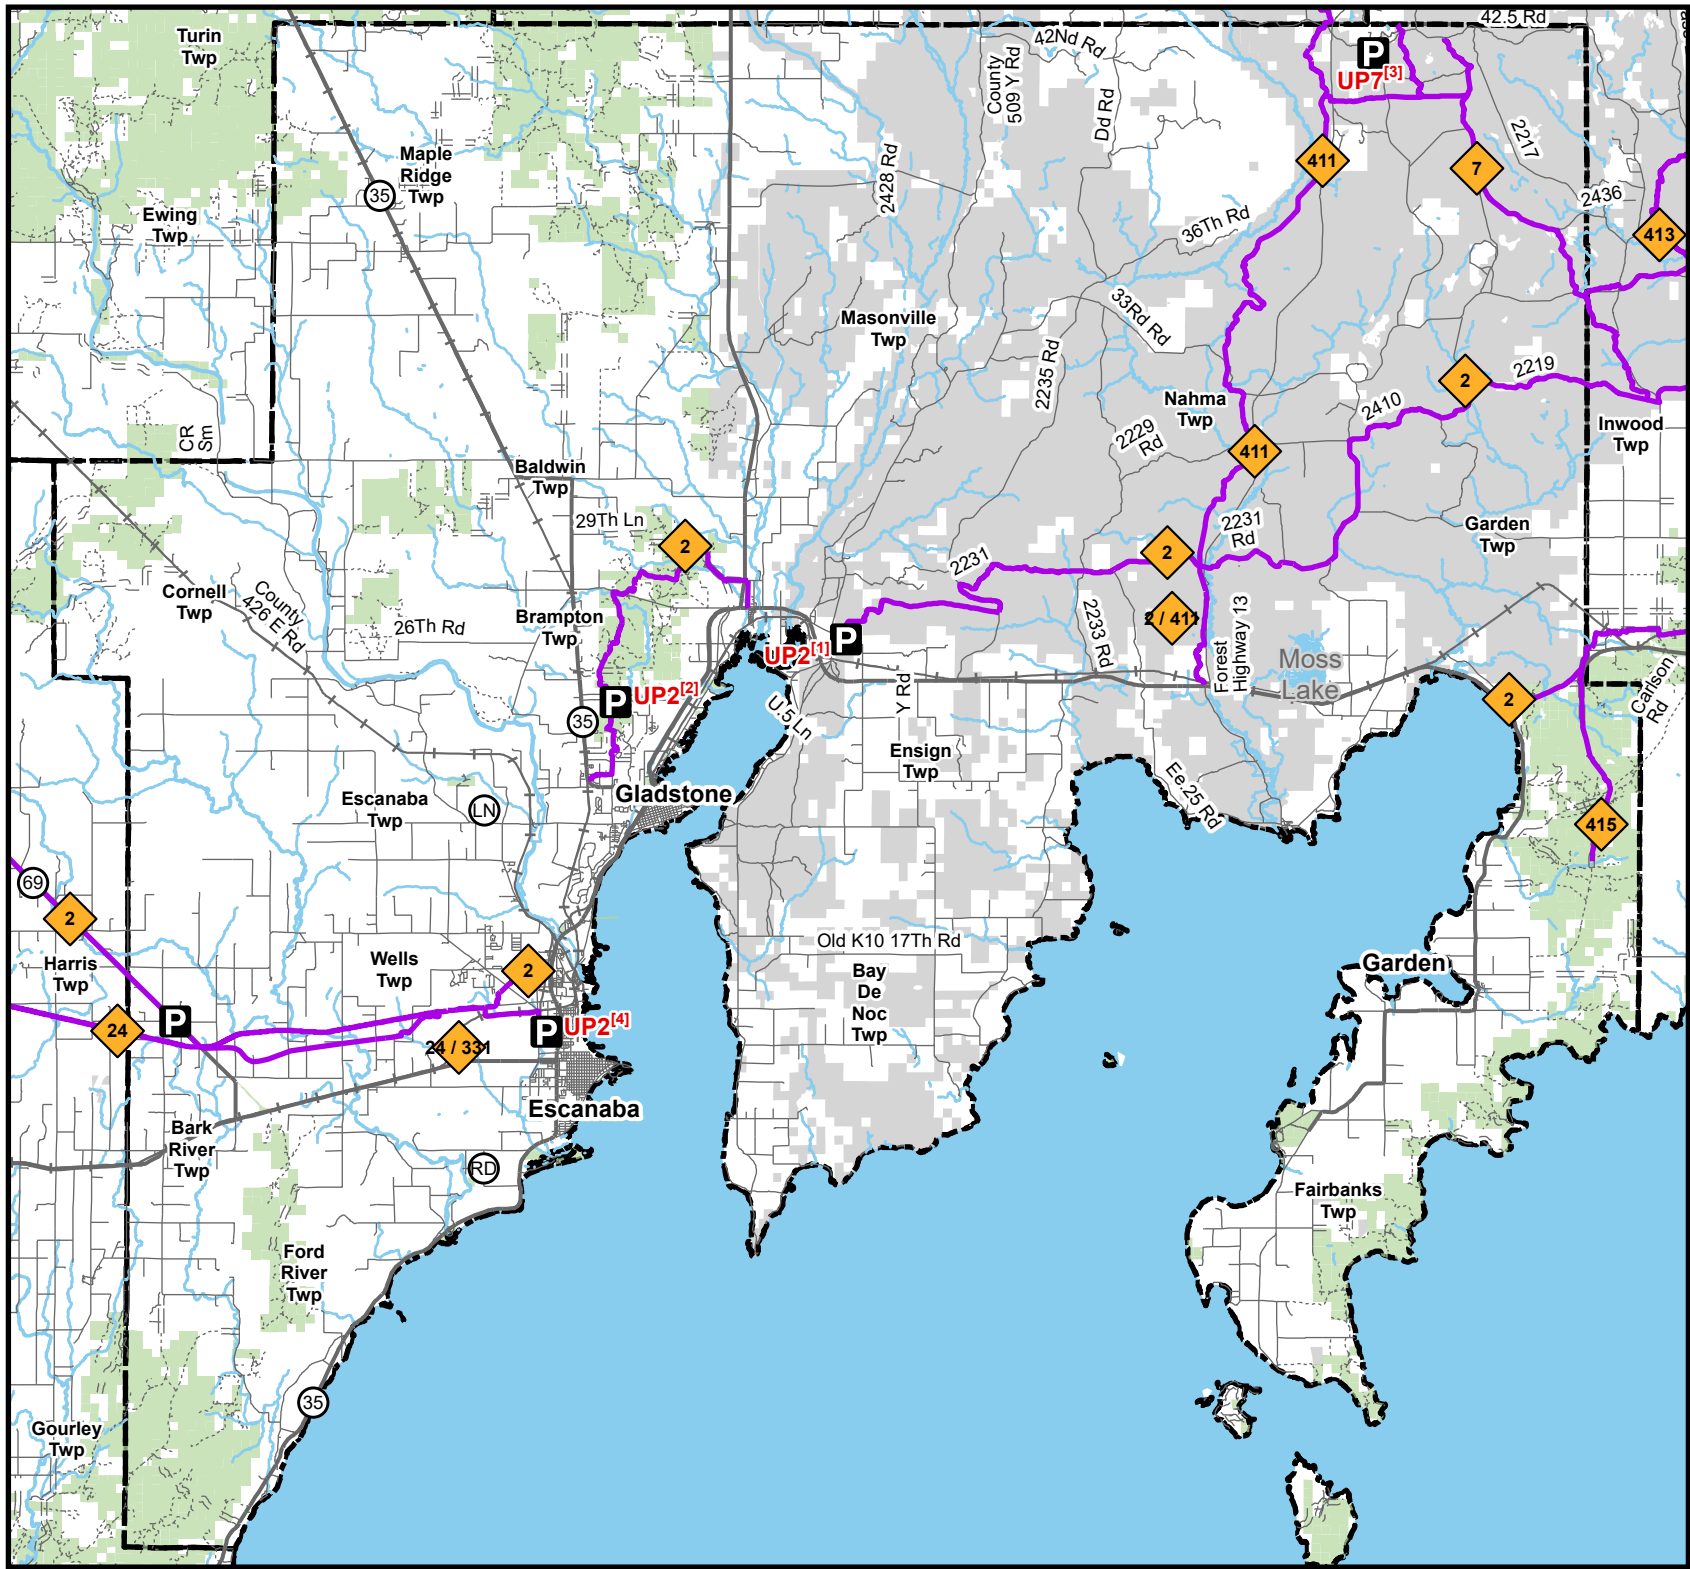 42.5 Rd
Turin
Twp
42Nd Rd
County
509 Y Rd
P
UP7[3]
Dd Rd
2217
Maple
Ridge
Twp
35
2428 Rd
411
7
2436
Ewing
Twp
36Th Rd
413
33Rd Rd
Masonville
Twp
2235 Rd
2
2219
Nahma
Twp
2410
CR
Sm
2229
Rd
Inwood
Twp
411
Baldwin
Twp
29Th Ln
2
2231
Rd
Garden
Twp
2
2231
Cornell
Twp
County
426 E Rd
26Th Rd
Brampton
Twp
2233 Rd
2 / 411
Forest
Highway 13
UP2[1]
P
Moss
Lake
Carlson
Rd
P
UP2[2]
35
Y Rd
U.5 Ln
2
Ensign
Twp
Ee.25 Rd
Gladstone
Escanaba
Twp
LN
415
69
2
Old K10 17Th Rd
Harris
Twp
Wells
Twp
2
Bay
De
Noc
Twp
Garden
24
P
24 / 331
P
UP2[4]
Escanaba
Bark
River
Twp
RD
Fairbanks
Twp
Ford
River
Twp
35
Gourley
Twp